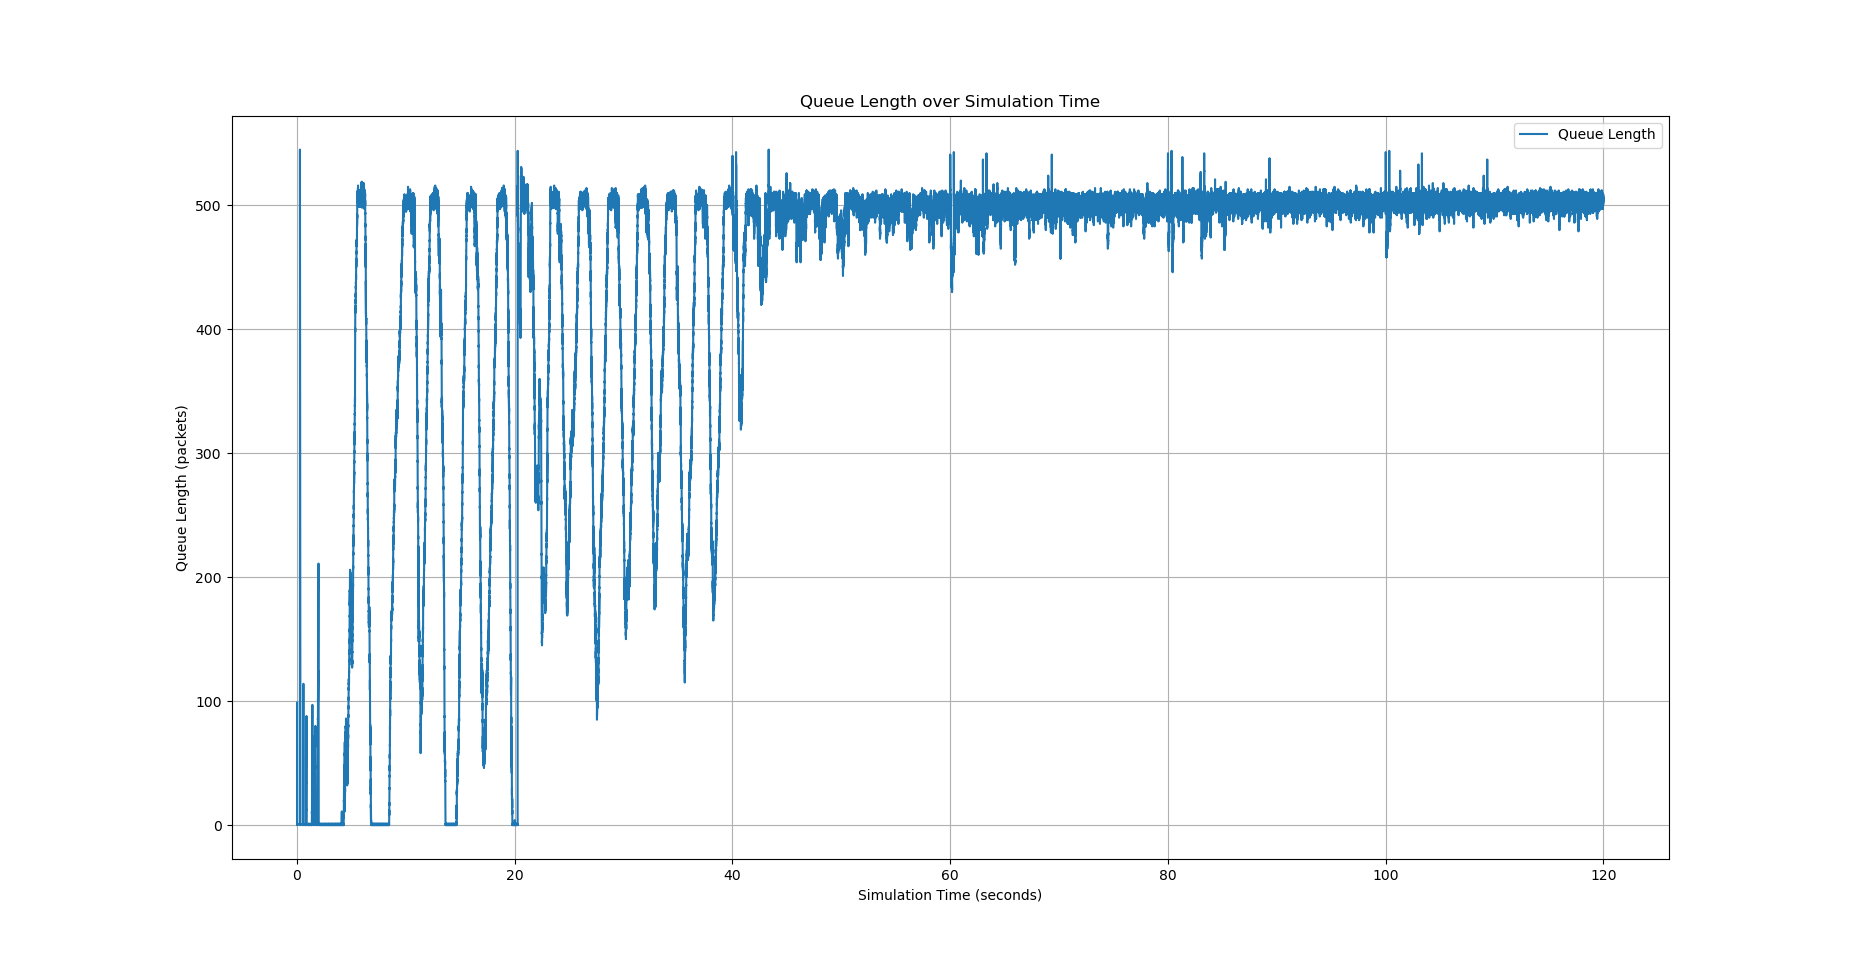 Queue Length over Simulation Time
Queue Length
Queue Length (packets)
500
400
300
200
100
0
0 20 40 60 80 100 120
Simulation Time (seconds)